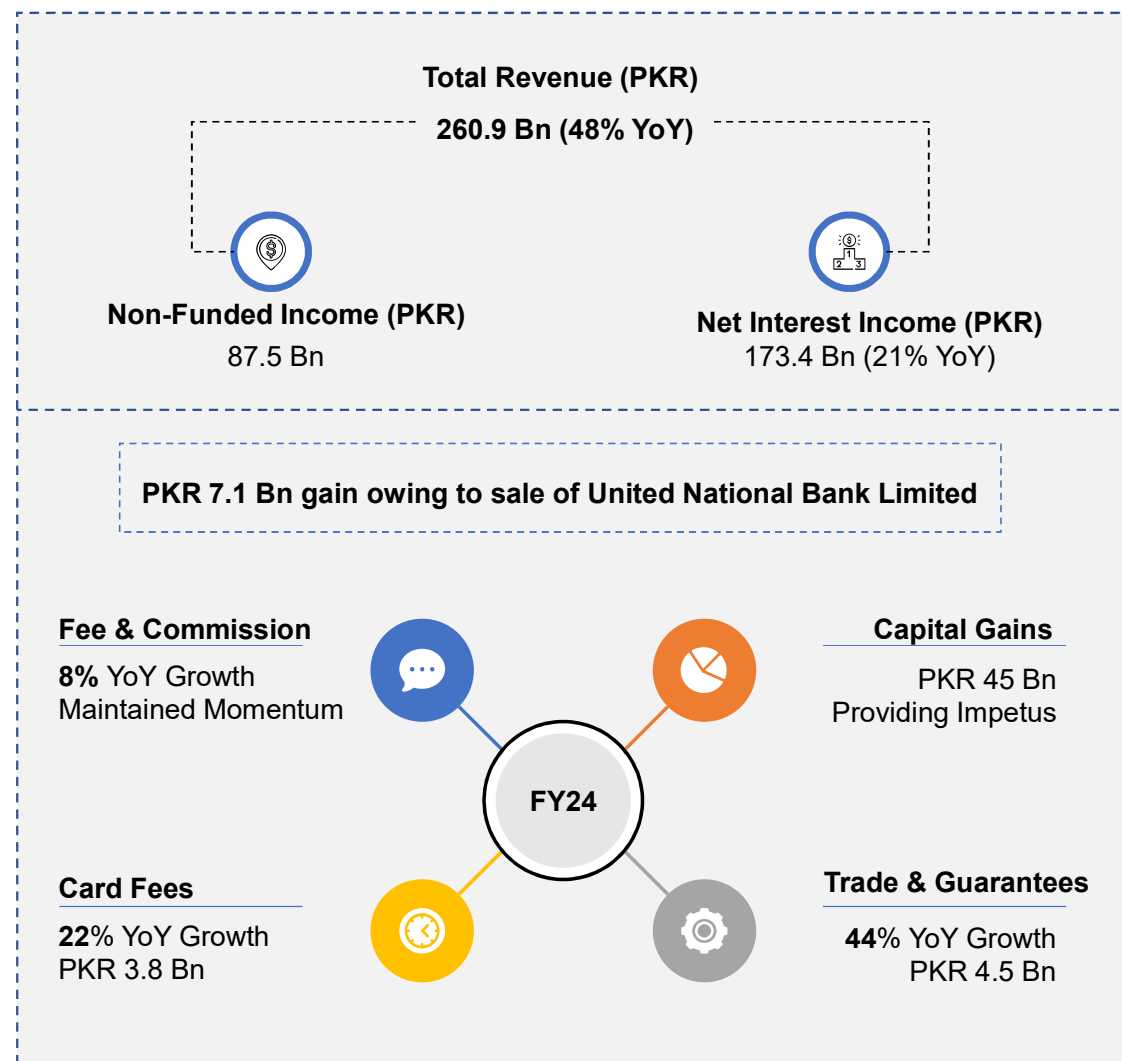 Total Revenue (PKR)
260.9 Bn (48% YoY)
Non-Funded Income (PKR)
87.5 Bn
Net Interest Income (PKR)
173.4 Bn (21% YoY)
$
$
1
2 3
PKR 7.1 Bn gain owing to sale of United National Bank Limited
Fee & Commission
8% YoY Growth
Maintained Momentum
Capital Gains
PKR 45 Bn
Providing Impetus
FY24
Card Fees
22% YoY Growth
PKR 3.8 Bn
Trade & Guarantees
44% YoY Growth
PKR 4.5 Bn